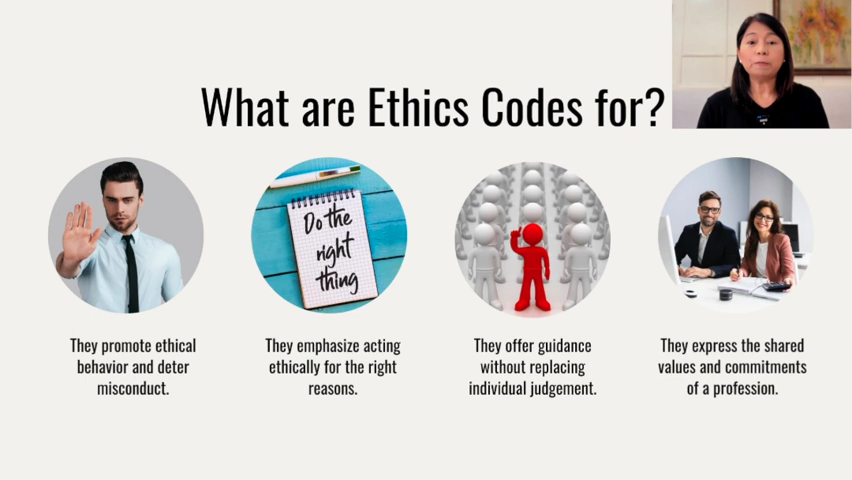 What are Ethics Codes for?
Do the
right
thing
They promote ethical
behavior and deter
misconduct.
They emphasize acting
ethically for the right
reasons.
They offer guidance
without replacing
individual judgement.
They express the shared
values and commitments
of a profession.